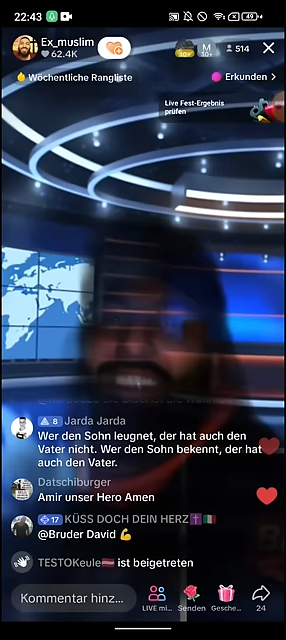 22:43
49
Ex_muslim
62.4K
30+
M
10+
514
Wöchentliche Rangliste
Erkunden >
Live Fest-Ergebnis
prüfen
8 Jarda Jarda
Wer den Sohn leugnet, der hat auch den
Vater nicht. Wer den Sohn bekennt, der hat
auch den Vater.
Datschiburger
Amir unser Hero Amen
17 KÜSS DOCH DEIN HERZ✝️🇮🇹
@Bruder David 💪
TESTOKeule🇱🇻 ist beigetreten
Kommentar hinz...
LIVE mi...
Senden
Gesche...
24